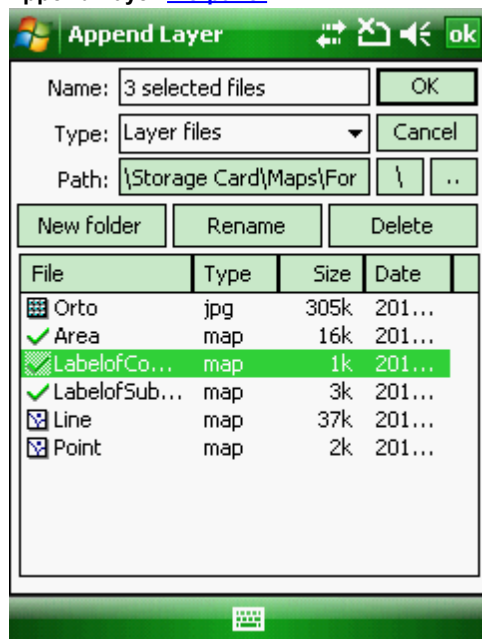 Append Layer ok
Name: 3 selected files OK
Type: Layer files Cancel
Path: \Storage Card\Maps\For \ ..
New folder Rename Delete
File Type Size Date
Orto jpg 305k 201...
Area map 16k 201...
LabelofCo... map 1k 201...
LabelofSub... map 3k 201...
Line map 37k 201...
Point map 2k 201...